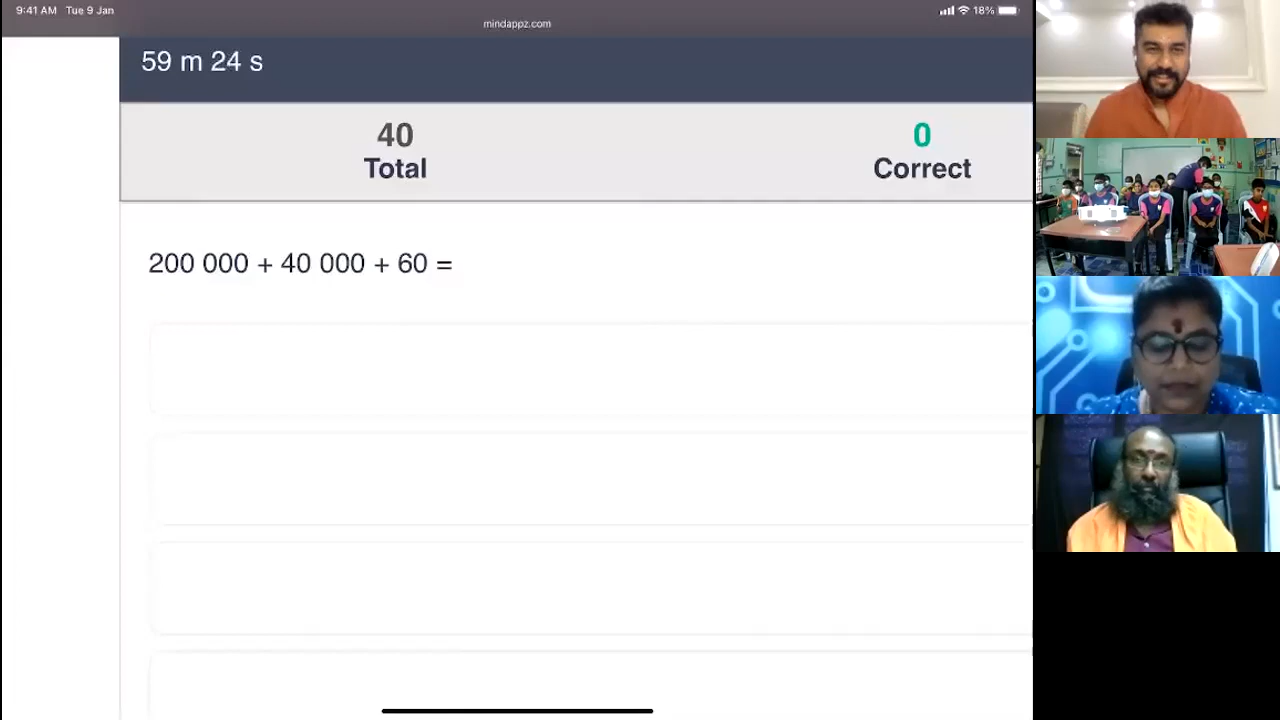 9:41 AM Tue 9 Jan
18%
mindappz.com
59 m 24 s
40
Total
0
Correct
200 000 + 40 000 + 60 =